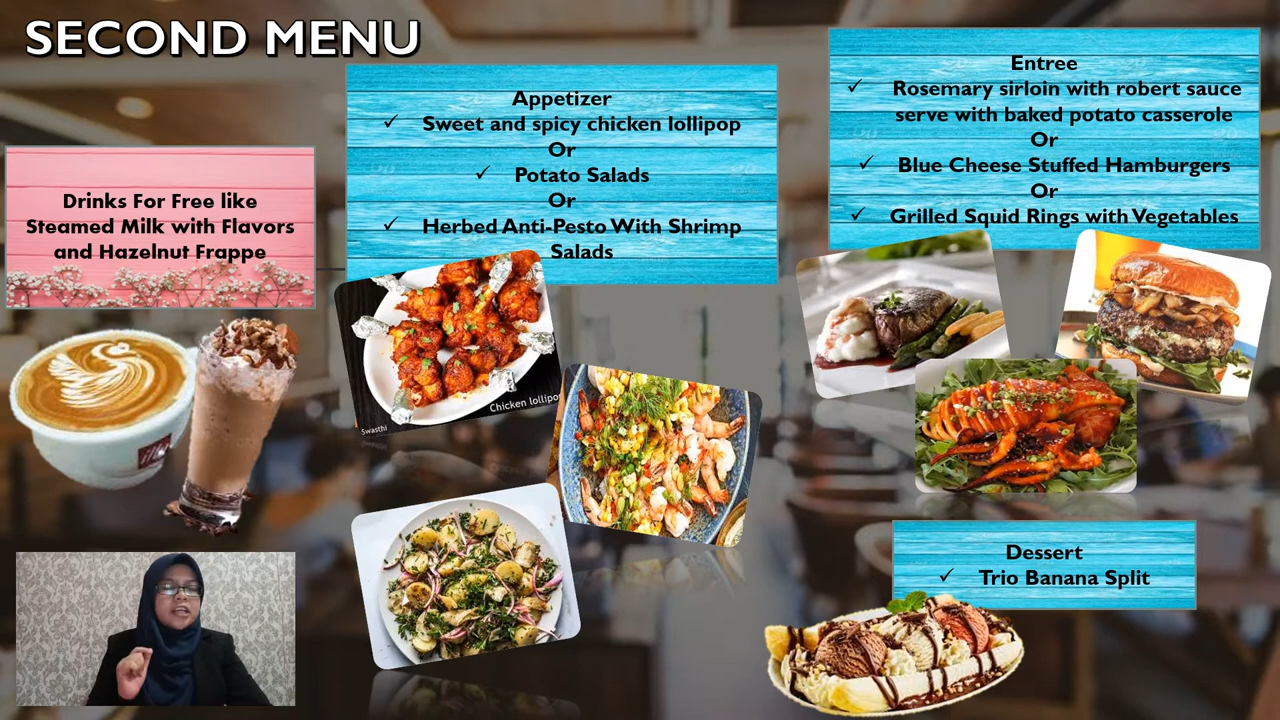 SECOND MENU
Drinks For Free like
Steamed Milk with Flavors
and Hazelnut Frappe
Appetizer
✓ Sweet and spicy chicken lollipop
Or
✓ Potato Salads
Or
✓ Herbed Anti-Pesto With Shrimp
Salads
Entree
✓ Rosemary sirloin with robert sauce
serve with baked potato casserole
Or
✓ Blue Cheese Stuffed Hamburgers
Or
✓ Grilled Squid Rings with Vegetables
Chicken lollipo
Swasthi
Dessert
✓ Trio Banana Split